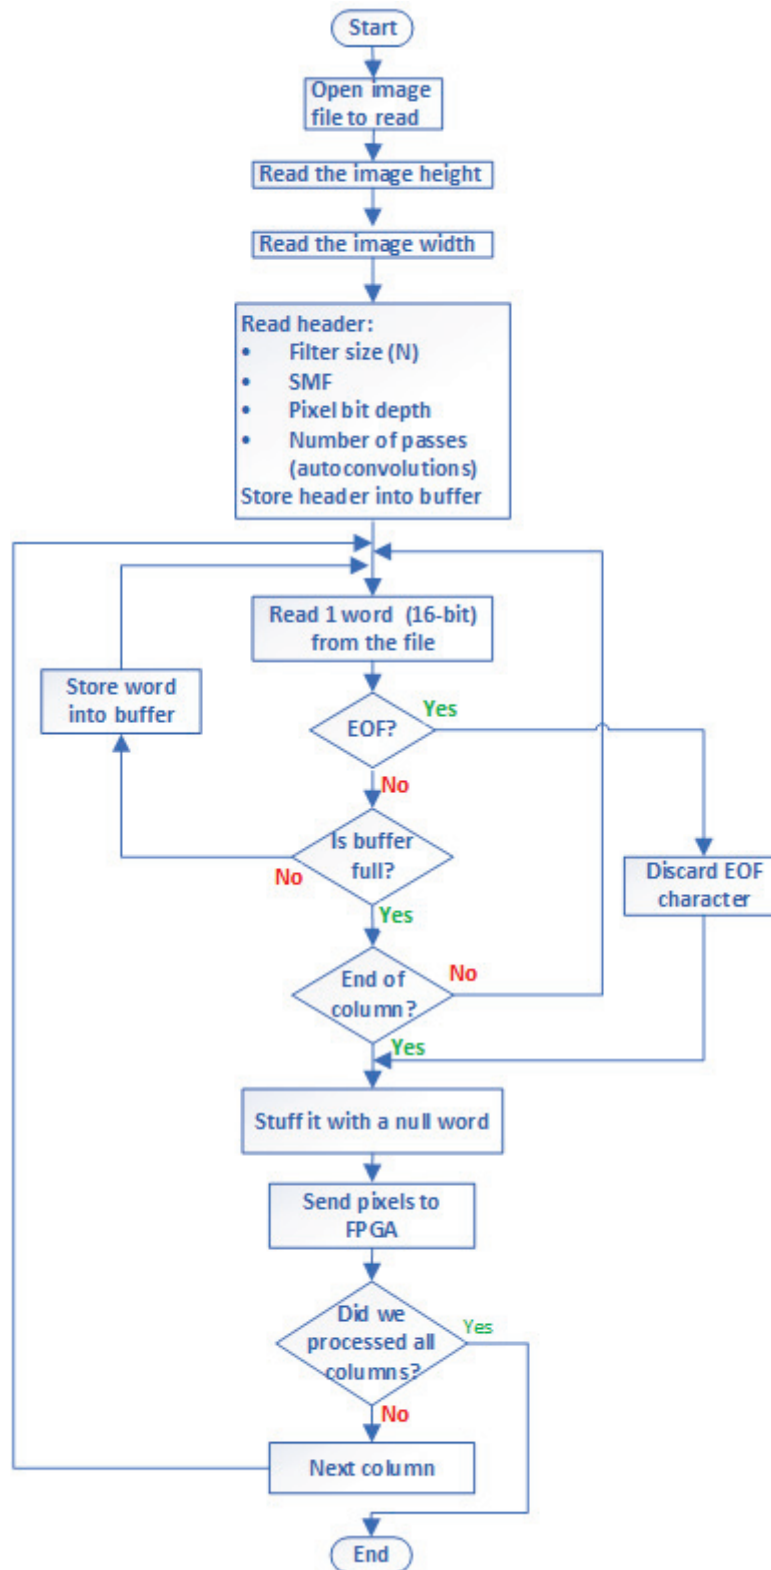 Start
Open image
file to read
Read the image height
Read the image width
Read header:
• Filter size (N)
• SMF
• Pixel bit depth
• Number of passes
(autoconvolutions)
Store header into buffer
Read 1 word (16-bit)
from the file
Store word
into buffer
EOF?
Yes
No
Is buffer
full?
No
Yes
Discard EOF
character
End of
column?
No
Yes
Stuff it with a null word
Send pixels to
FPGA
Did we
processed all
columns?
Yes
No
Next column
End